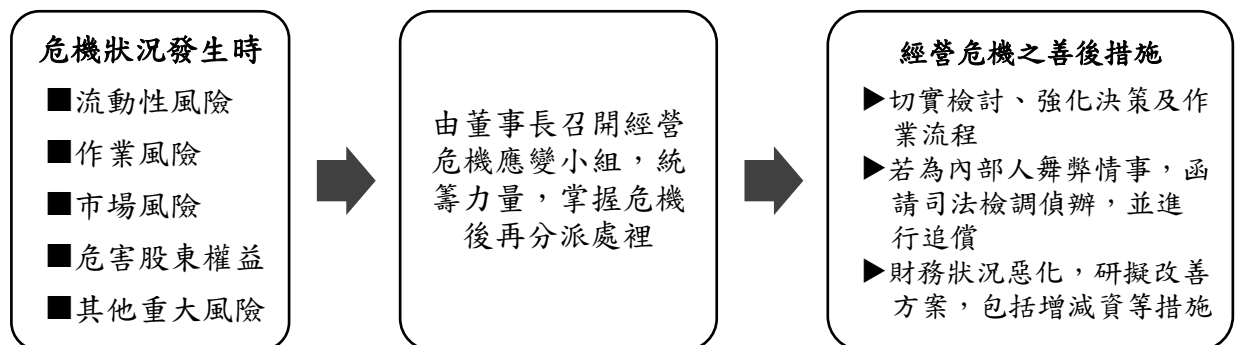 危機狀況發生時
■流動性風險
■作業風險
■市場風險
■危害股東權益
■其他重大風險
由董事長召開經營
危機應變小組，統
籌力量，掌握危機
後再分派處裡
經營危機之善後措施
▶切實檢討、強化決策及作
業流程
▶若為內部人舞弊情事，函
請司法檢調偵辦，並進
行追償
▶財務狀況惡化，研擬改善
方案，包括增減資等措施